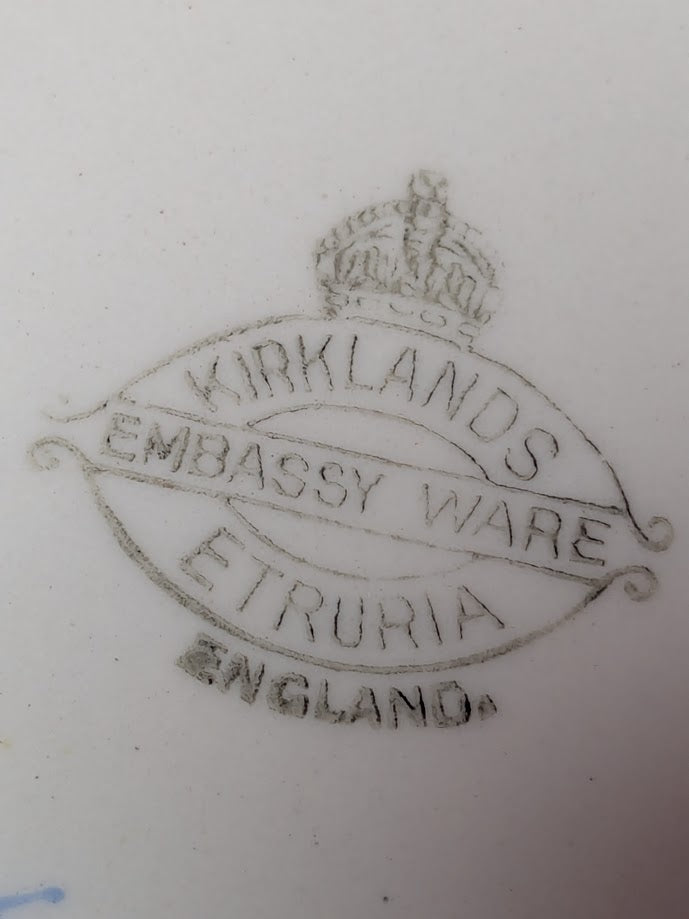 KIRKLANDS
EMBASSY WARE
ETRURIA
ENGLAND.